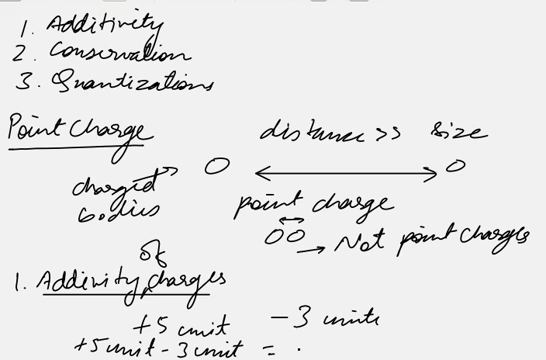 1. Additivity
2. Conservation
3. Quantizations
Point Charge
distance >> size
charged
bodies
point charge
→ Not point charges
of
1. Addivity charges
+5 unit - 3 units
+5 unit - 3 unit = .